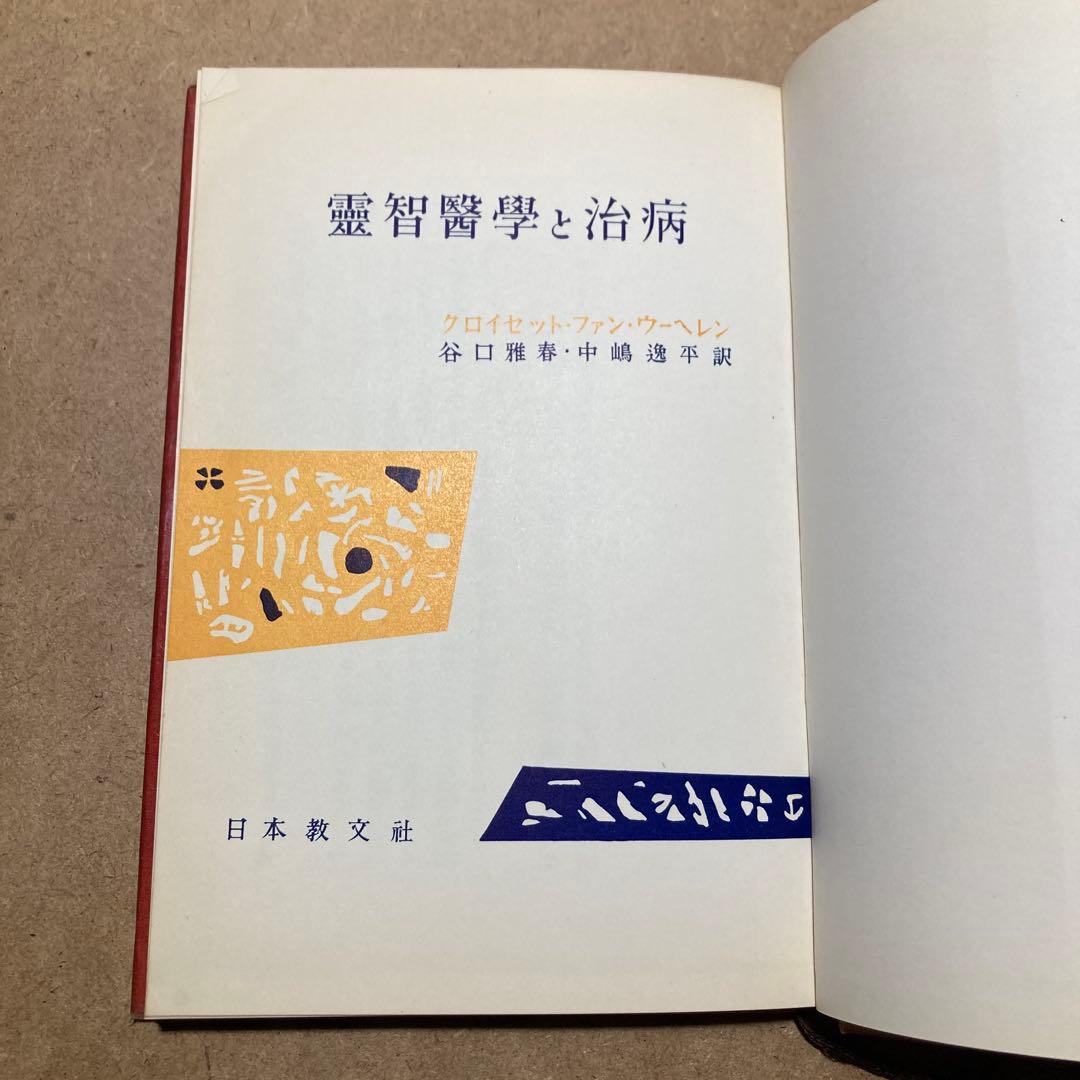 靈智醫學と治病
クロイセット・ファン・ウーヘレン
谷口雅春・中嶋逸平訳
日本教文社